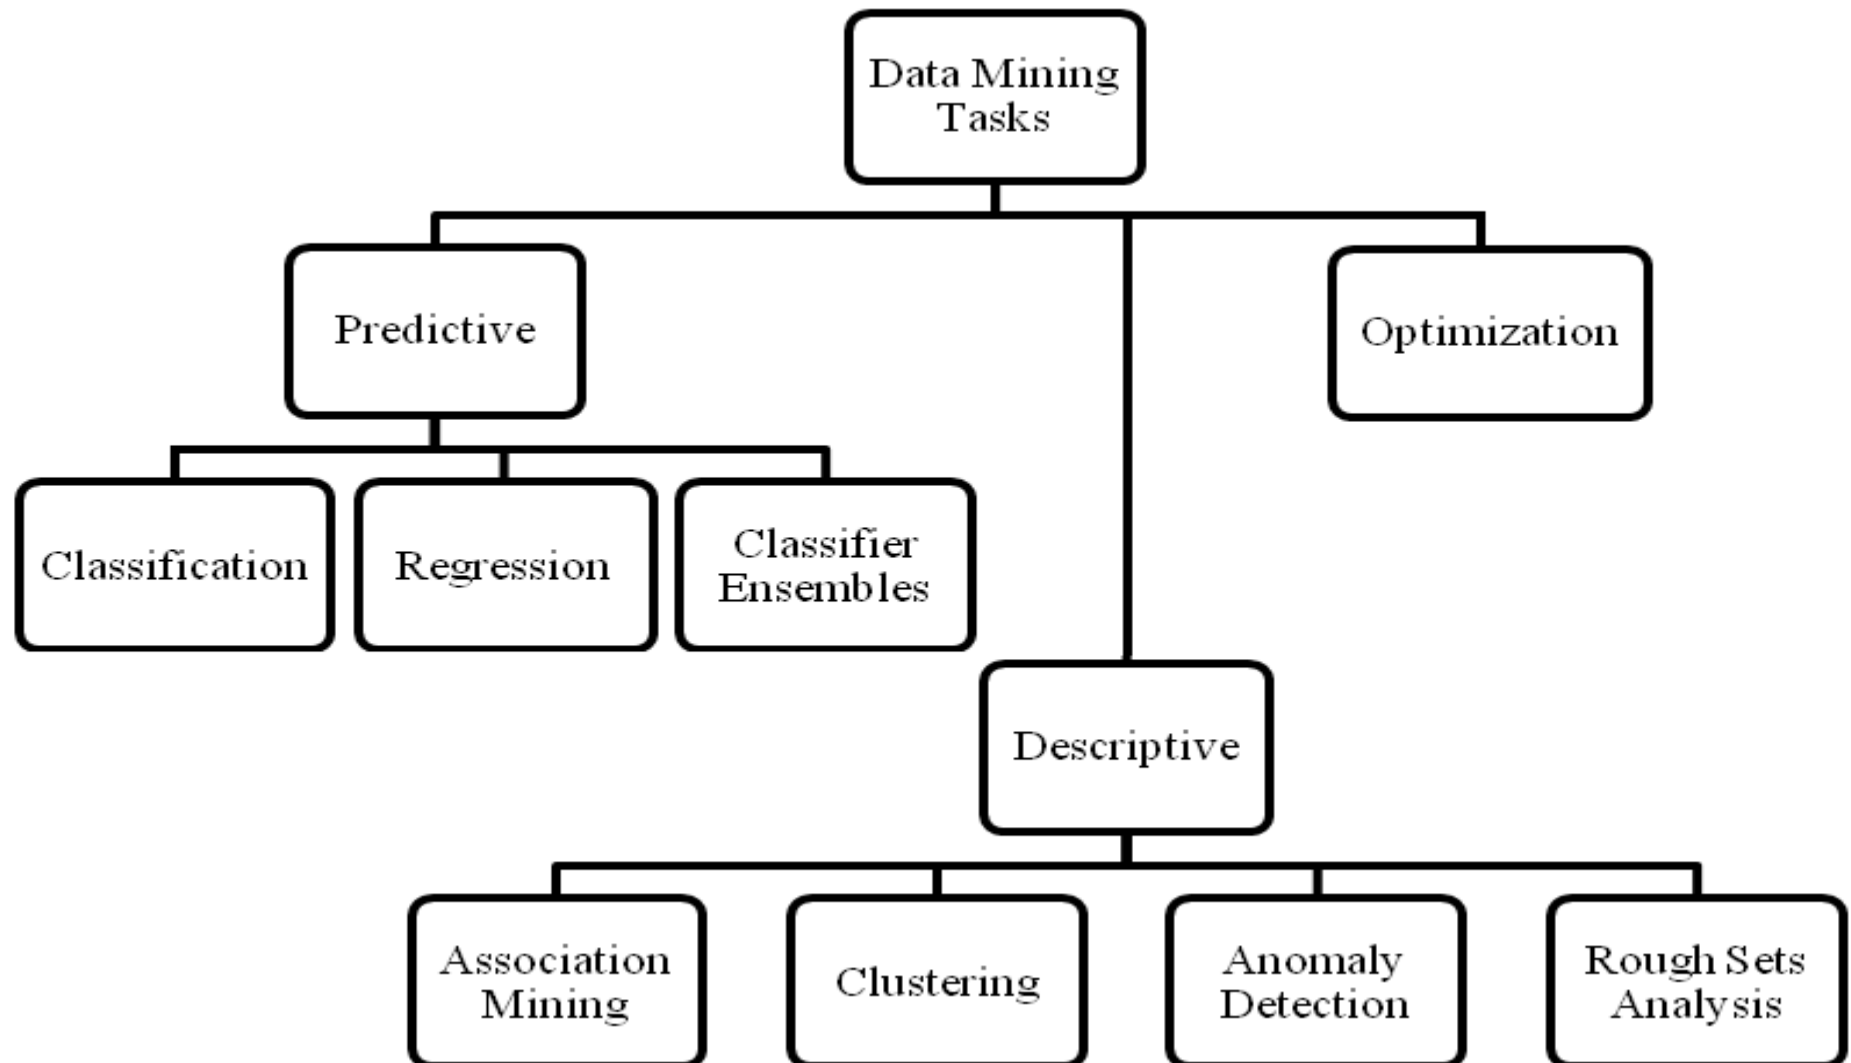 Data Mining
Tasks
Predictive
Optimization
Classification
Regression
Classifier
Ensembles
Descriptive
Association
Mining
Clustering
Anomaly
Detection
Rough Sets
Analysis